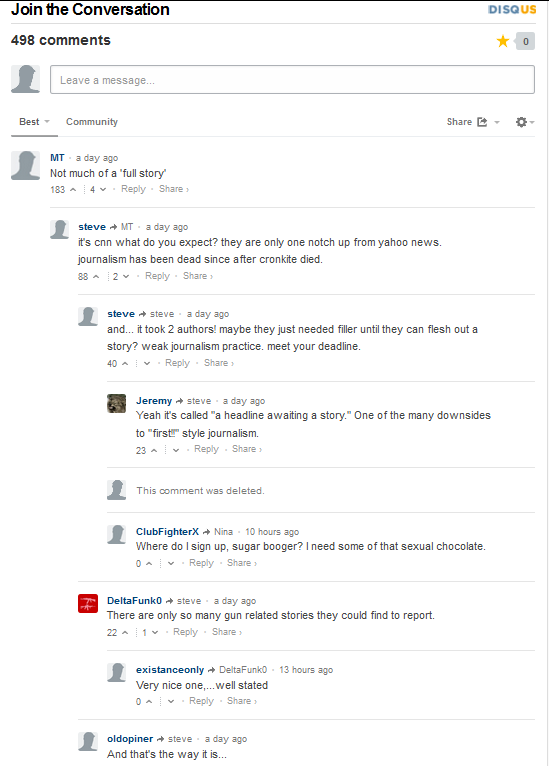 Join the Conversation
DISQUS
498 comments
0
Leave a message...
Best
Community
Share
MT · a day ago
Not much of a 'full story'
183 4 · Reply · Share ›
steve MT · a day ago
it's cnn what do you expect? they are only one notch up from yahoo news.
journalism has been dead since after cronkite died.
88 2 · Reply · Share ›
steve steve · a day ago
and... it took 2 authors! maybe they just needed filler until they can flesh out a
story? weak journalism practice. meet your deadline.
40 · Reply · Share ›
Jeremy steve · a day ago
Yeah it's called "a headline awaiting a story." One of the many downsides
to "first!!" style journalism.
23 · Reply · Share ›
This comment was deleted.
ClubFighterX Nina · 10 hours ago
Where do I sign up, sugar booger? I need some of that sexual chocolate.
0 · Reply · Share ›
DeltaFunk0 steve · a day ago
There are only so many gun related stories they could find to report.
22 1 · Reply · Share ›
existanceonly DeltaFunk0 · 13 hours ago
Very nice one,...well stated
0 · Reply · Share ›
oldopiner steve · a day ago
And that's the way it is...